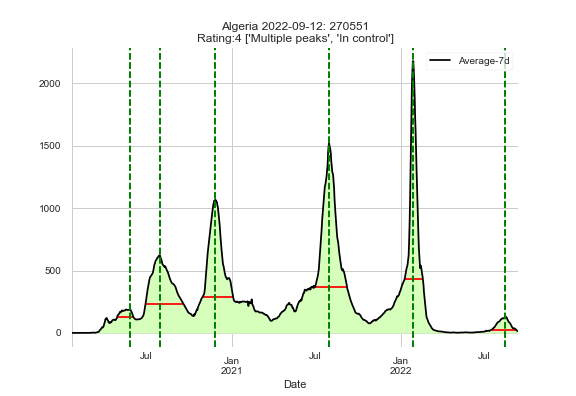 Algeria 2022-09-12: 270551
Rating:4 ['Multiple peaks', 'In control']
Average-7d
2000
1500
1000
500
0
Jul
Jan
2021
Jul
Jan
2022
Jul
Date